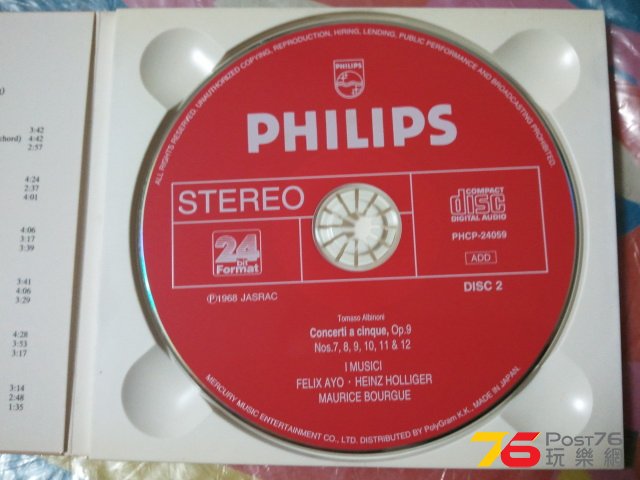 )
3:42
chord) 4:42
2:57
4:24
2:37
4:01
4:06
3:17
3:39
3:41
4:06
3:29
4:28
3:53
3:17
3:14
2:48
1:35
ALL RIGHTS RESERVED. UNAUTHORIZED COPYING, REPRODUCTION, HIRING, LENDING, PUBLIC PERFORMANCE AND BROADCASTING PROHIBITED.
PHILIPS
PHILIPS
STEREO
COMPACT
disc
DIGITAL AUDIO
PHCP-24059
24
bit
Format
ADD
DISC 2
Ⓟ1968 JASRAC
Tomaso Albinoni
Concerti a cinque, Op.9
Nos.7, 8, 9, 10, 11 & 12
I MUSICI
FELIX AYO · HEINZ HOLLIGER
MAURICE BOURGUE
MERCURY MUSIC ENTERTAINMENT CO., LTD. DISTRIBUTED BY PolyGram K.K., MADE IN JAPAN.
76 Post76
玩樂網